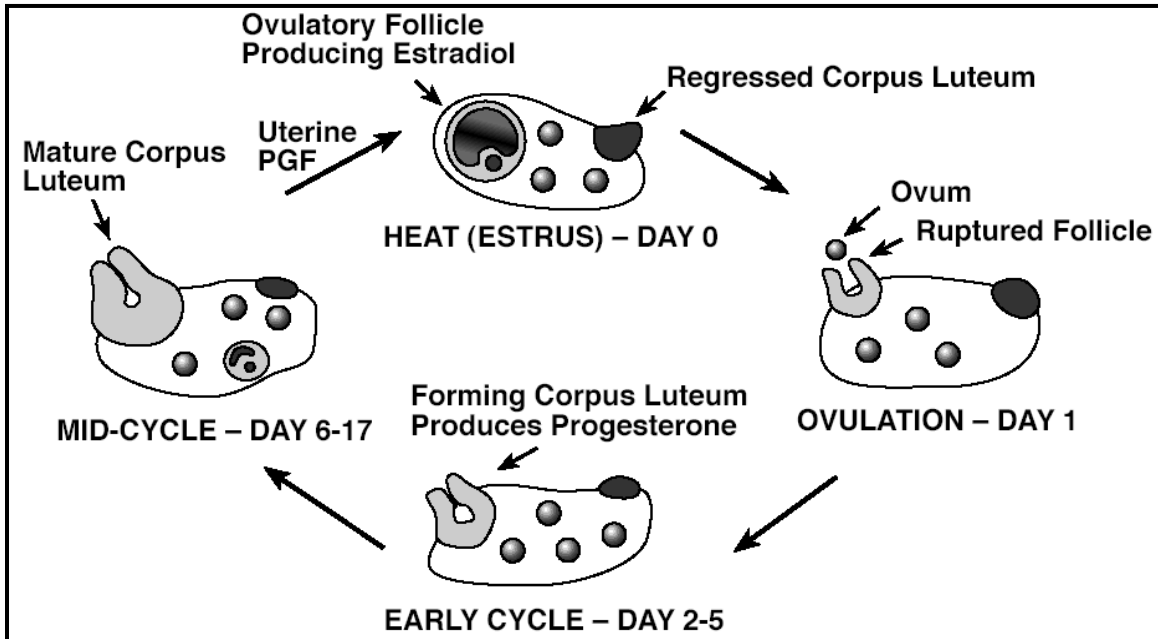 Ovulatory Follicle
Producing Estradiol
Regressed Corpus Luteum
Uterine
PGF
Mature Corpus
Luteum
HEAT (ESTRUS) – DAY 0
Ovum
Ruptured Follicle
OVULATION – DAY 1
Forming Corpus Luteum
Produces Progesterone
MID-CYCLE – DAY 6-17
EARLY CYCLE – DAY 2-5